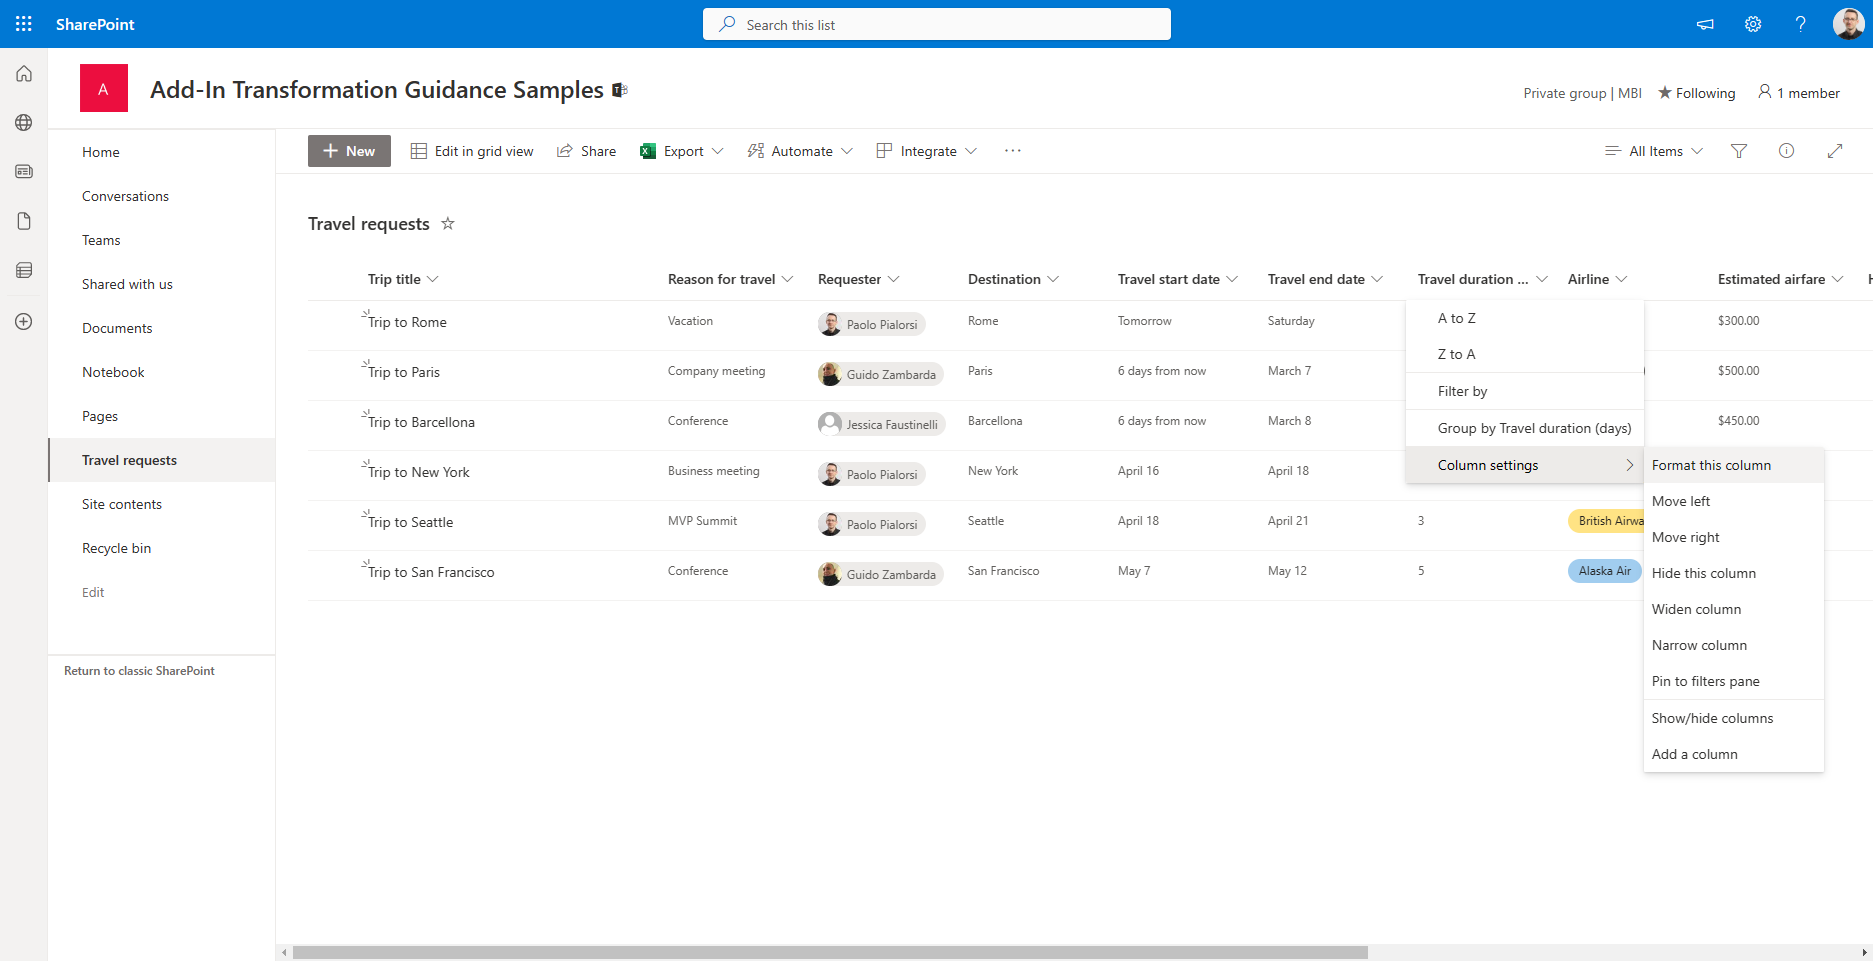 SharePoint
Search this list
A
Add-In Transformation Guidance Samples
Private group | MBI
Following
1 member
Home
Conversations
Teams
Shared with us
Documents
Notebook
Pages
Travel requests
Site contents
Recycle bin
Edit
Return to classic SharePoint
New
Edit in grid view
Share
Export
Automate
Integrate
All Items
Travel requests
Trip title Reason for travel Requester Destination Travel start date Travel end date Travel duration ... Airline Estimated airfare
Trip to Rome Vacation Paolo Pialorsi Rome Tomorrow Saturday $300.00
Trip to Paris Company meeting Guido Zambarda Paris 6 days from now March 7 $500.00
Trip to Barcellona Conference Jessica Faustinelli Barcellona 6 days from now March 8 $450.00
Trip to New York Business meeting Paolo Pialorsi New York April 16 April 18
Trip to Seattle MVP Summit Paolo Pialorsi Seattle April 18 April 21 3 British Airwa
Trip to San Francisco Conference Guido Zambarda San Francisco May 7 May 12 5 Alaska Air
A to Z
Z to A
Filter by
Group by Travel duration (days)
Column settings
Format this column
Move left
Move right
Hide this column
Widen column
Narrow column
Pin to filters pane
Show/hide columns
Add a column